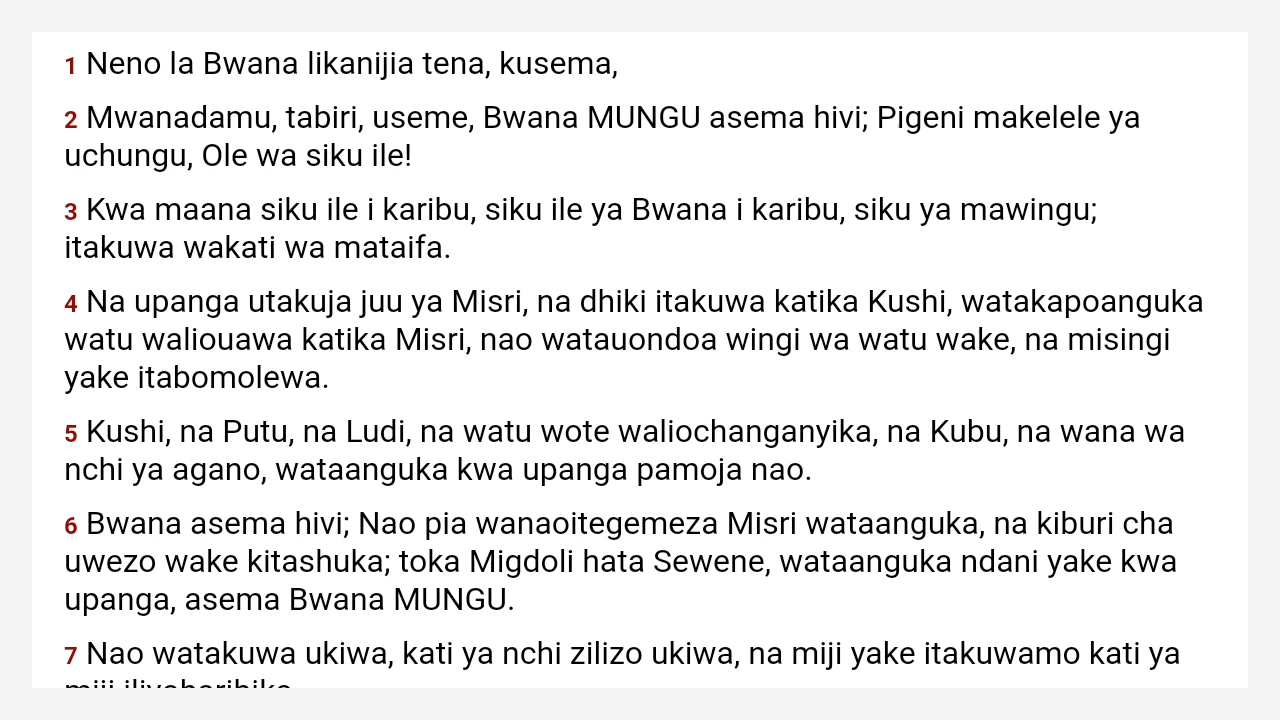 1 Neno la Bwana likanijia tena, kusema,
2 Mwanadamu, tabiri, useme, Bwana MUNGU asema hivi; Pigeni makelele ya
uchungu, Ole wa siku ile!
3 Kwa maana siku ile i karibu, siku ile ya Bwana i karibu, siku ya mawingu;
itakuwa wakati wa mataifa.
4 Na upanga utakuja juu ya Misri, na dhiki itakuwa katika Kushi, watakapoanguka
watu waliouawa katika Misri, nao watauondoa wingi wa watu wake, na misingi
yake itabomolewa.
5 Kushi, na Putu, na Ludi, na watu wote waliochanganyika, na Kubu, na wana wa
nchi ya agano, wataanguka kwa upanga pamoja nao.
6 Bwana asema hivi; Nao pia wanaoitegemeza Misri wataanguka, na kiburi cha
uwezo wake kitashuka; toka Migdoli hata Sewene, wataanguka ndani yake kwa
upanga, asema Bwana MUNGU.
7 Nao watakuwa ukiwa, kati ya nchi zilizo ukiwa, na miji yake itakuwamo kati ya
miji